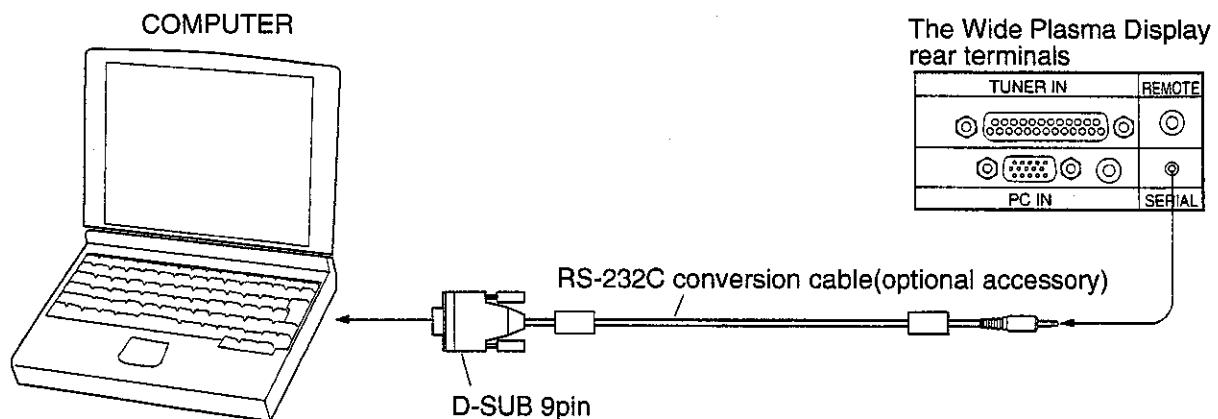 COMPUTER
The Wide Plasma Display
rear terminals
TUNER IN
REMOTE
PC IN
SERIAL
RS-232C conversion cable(optional accessory)
D-SUB 9pin